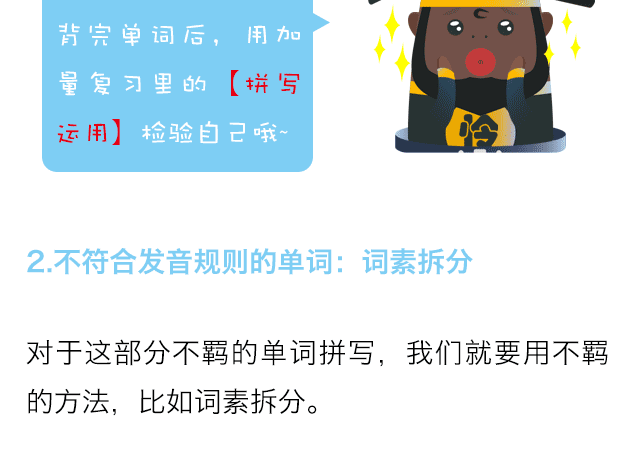 背完单词后，用加
量复习里的【拼写
运用】检验自己哦~
2.不符合发音规则的单词：词素拆分
对于这部分不羁的单词拼写，我们就要用不羁
的方法，比如词素拆分。